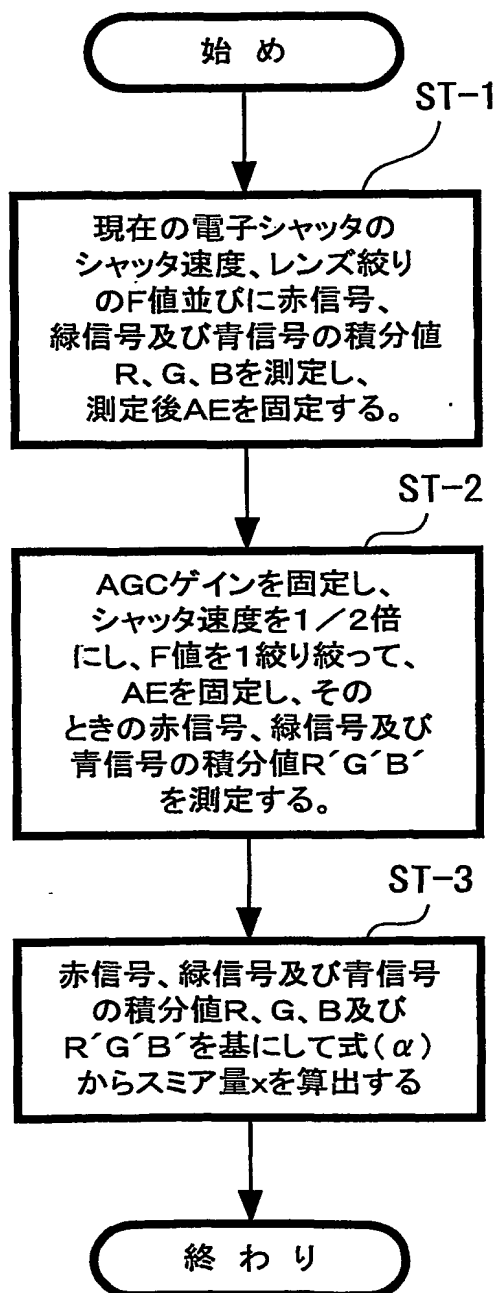 始め
ST-1
現在の電子シャッタの
シャッタ速度、レンズ絞り
のF値並びに赤信号、
緑信号及び青信号の積分値
R、G、Bを測定し、
測定後AEを固定する。
ST-2
AGCゲインを固定し、
シャッタ速度を1/2倍
にし、F値を1絞り絞って、
AEを固定し、その
ときの赤信号、緑信号及び
青信号の積分値R´G´B´
を測定する。
ST-3
赤信号、緑信号及び青信号
の積分値R、G、B及び
R´G´B´を基にして式(α)
からスミア量xを算出する
終わり